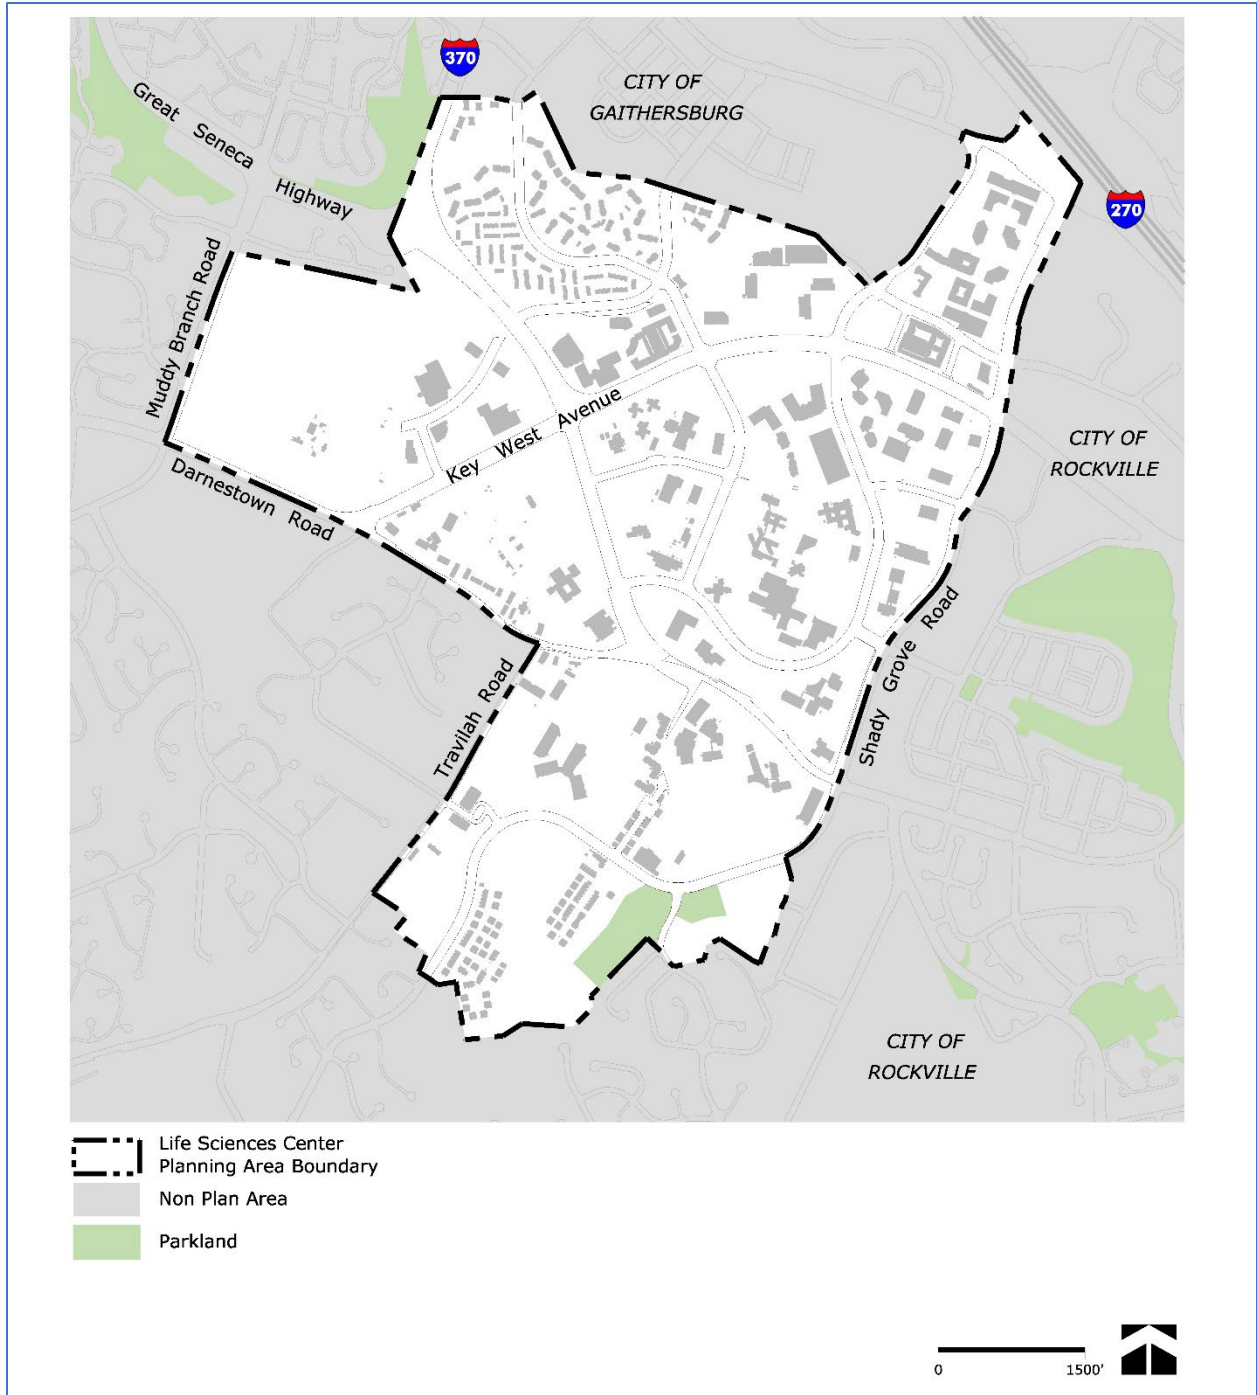 370
CITY OF
GAITHERSBURG
Great Seneca
Highway
270
Muddy Branch Road
Key West Avenue
CITY OF
ROCKVILLE
Darnestown Road
Shady Grove Road
Travilah Road
CITY OF
ROCKVILLE
Life Sciences Center
Planning Area Boundary
Non Plan Area
Parkland
0 1500'